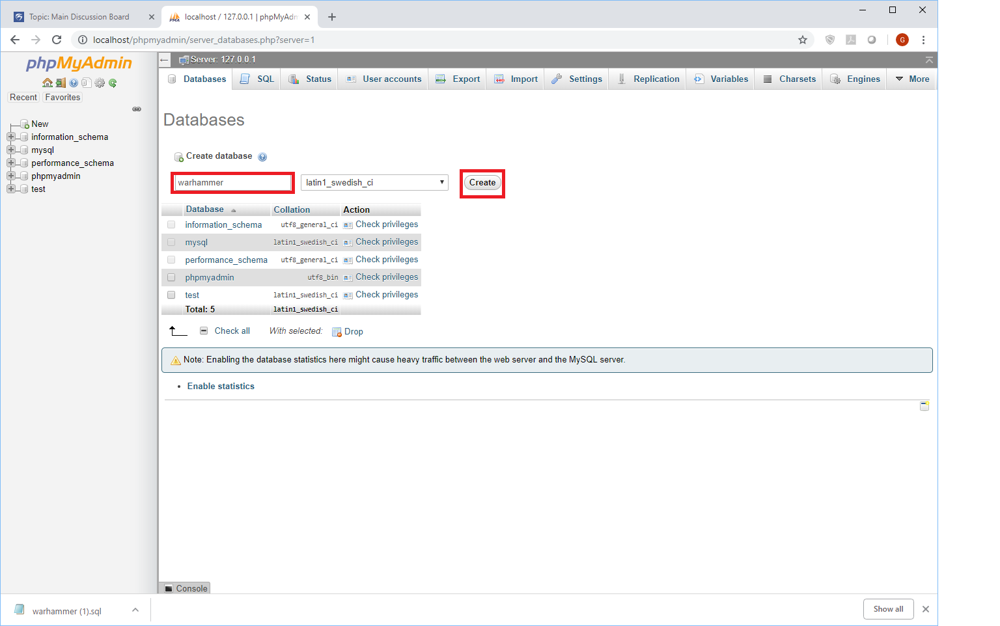 Topic: Main Discussion Board
localhost / 127.0.0.1 | phpMyAdm
localhost/phpmyadmin/server_databases.php?server=1
G
phpMyAdmin
Recent Favorites
New
information_schema
mysql
performance_schema
phpmyadmin
test
Server: 127.0.0.1
Databases SQL Status User accounts Export Import Settings Replication Variables Charsets Engines More
Databases
Create database
warhammer latin1_swedish_ci Create
Database Collation Action
information_schema utf8_general_ci Check privileges
mysql latin1_swedish_ci Check privileges
performance_schema utf8_general_ci Check privileges
phpmyadmin utf8_bin Check privileges
test latin1_swedish_ci Check privileges
Total: 5 latin1_swedish_ci
Check all With selected: Drop
Note: Enabling the database statistics here might cause heavy traffic between the web server and the MySQL server.
• Enable statistics
Console
warhammer (1).sql
Show all